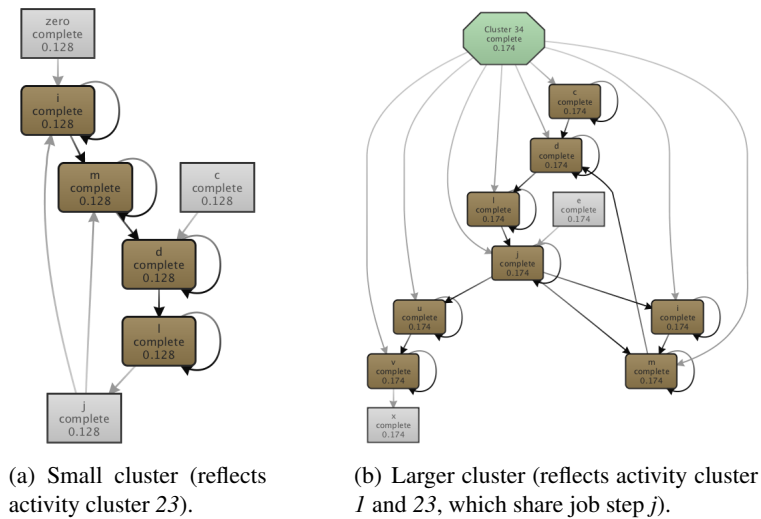 zero
complete
0.128
i
complete
0.128
m
complete
0.128
c
complete
0.128
d
complete
0.128
l
complete
0.128
j
complete
0.128
(a) Small cluster (reflects
activity cluster 23).
Cluster 34
complete
0.174
c
complete
0.174
d
complete
0.174
l
complete
0.174
e
complete
0.174
j
complete
0.174
u
complete
0.174
i
complete
0.174
v
complete
0.174
m
complete
0.174
x
complete
0.174
(b) Larger cluster (reflects activity cluster
1 and 23, which share job step j).